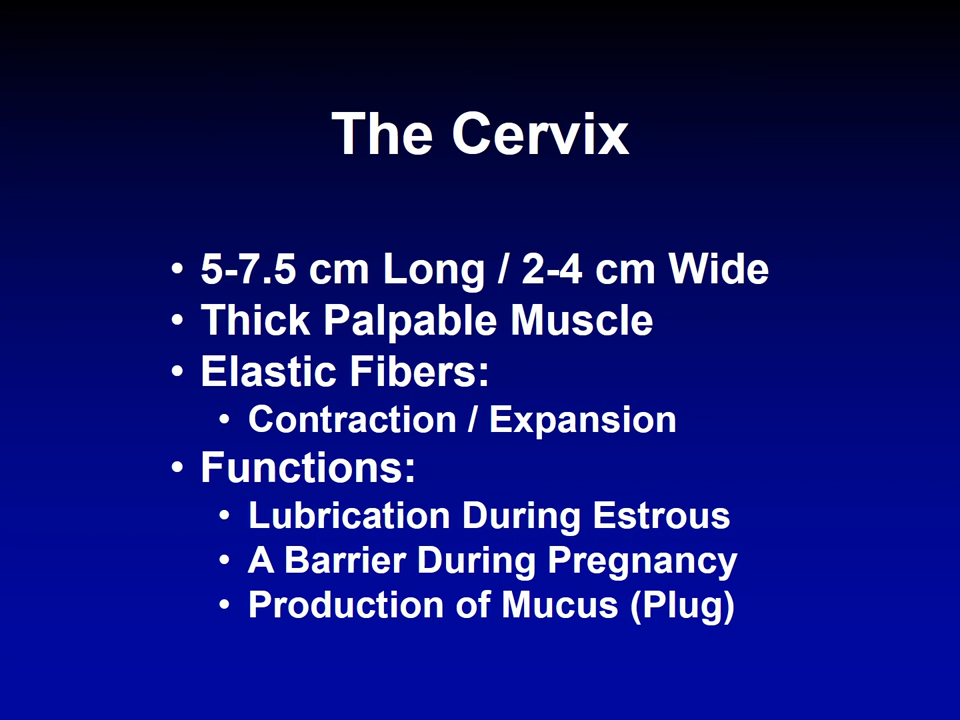 The Cervix
• 5-7.5 cm Long / 2-4 cm Wide
• Thick Palpable Muscle
• Elastic Fibers:
• Contraction / Expansion
• Functions:
• Lubrication During Estrous
• A Barrier During Pregnancy
• Production of Mucus (Plug)